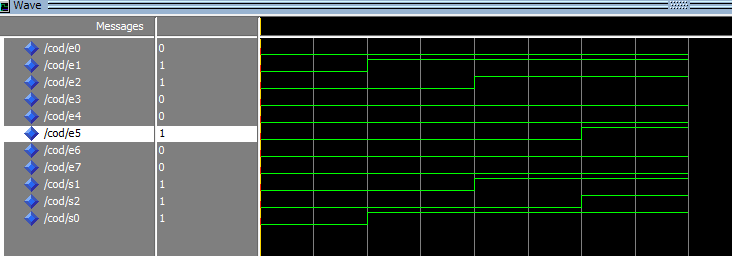 Wave
Messages
/cod/e0 0
/cod/e1 1
/cod/e2 1
/cod/e3 0
/cod/e4 0
/cod/e5 1
/cod/e6 0
/cod/e7 0
/cod/s1 1
/cod/s2 1
/cod/s0 1